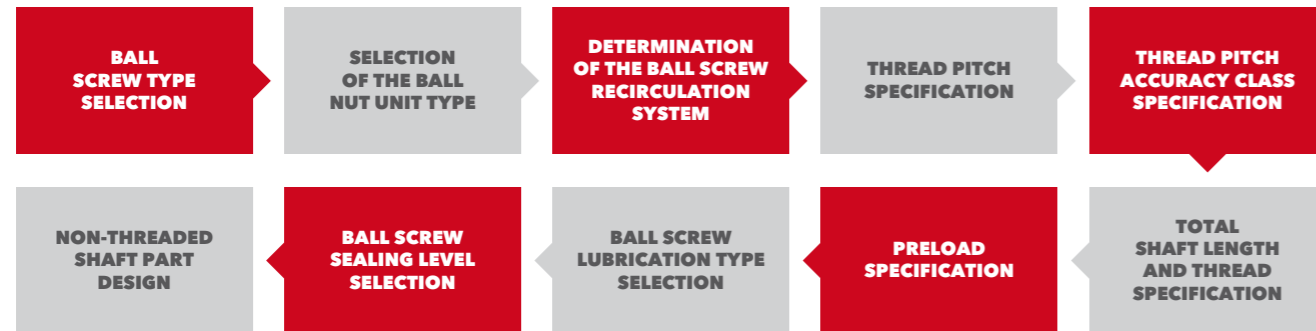 BALL
SCREW TYPE
SELECTION
SELECTION
OF THE BALL
NUT UNIT TYPE
DETERMINATION
OF THE BALL SCREW
RECIRCULATION
SYSTEM
THREAD PITCH
SPECIFICATION
THREAD PITCH
ACCURACY CLASS
SPECIFICATION
TOTAL
SHAFT LENGTH
AND THREAD
SPECIFICATION
PRELOAD
SPECIFICATION
BALL SCREW
LUBRICATION TYPE
SELECTION
BALL SCREW
SEALING LEVEL
SELECTION
NON-THREADED
SHAFT PART
DESIGN